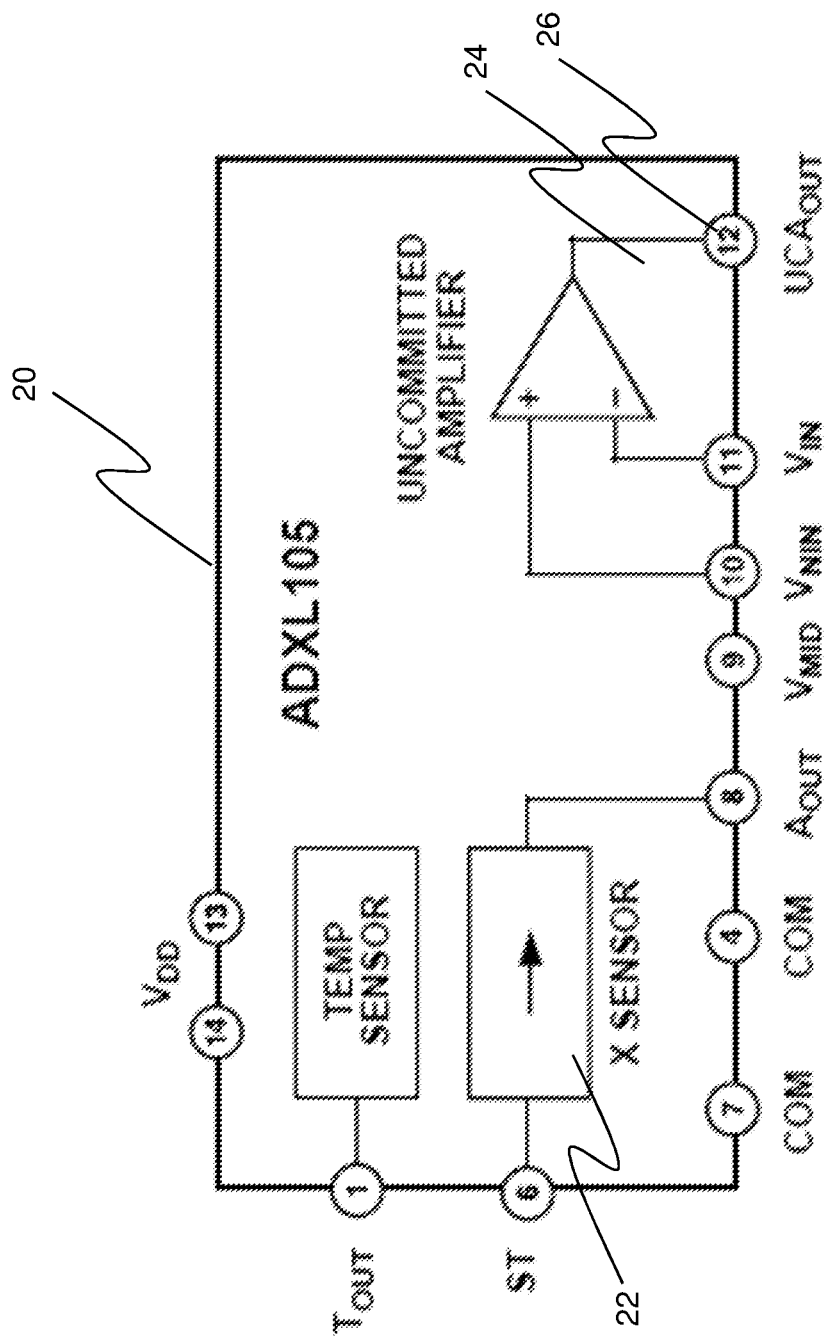 20
24
26
V_DD
14
13
ADXL105
UNCOMMITTED
AMPLIFIER
T_OUT
1
TEMP
SENSOR
ST
6
X SENSOR
22
+
−
7
4
8
9
10
11
12
COM
COM
A_OUT
V_MID
V_NIN
V_IN
UCA_OUT